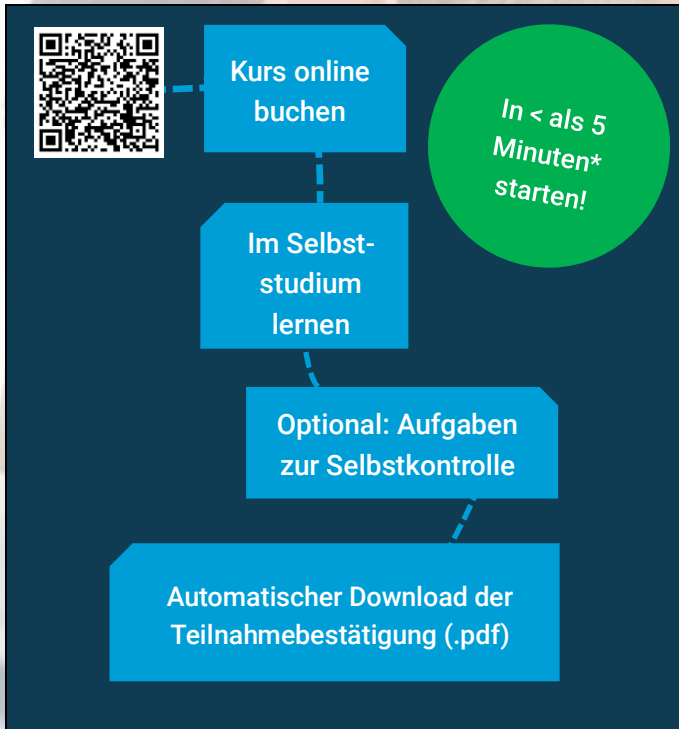 Kurs online
buchen
In < als 5
Minuten*
starten!
Im Selbst-
studium
lernen
Optional: Aufgaben
zur Selbstkontrolle
Automatischer Download der
Teilnahmebestätigung (.pdf)